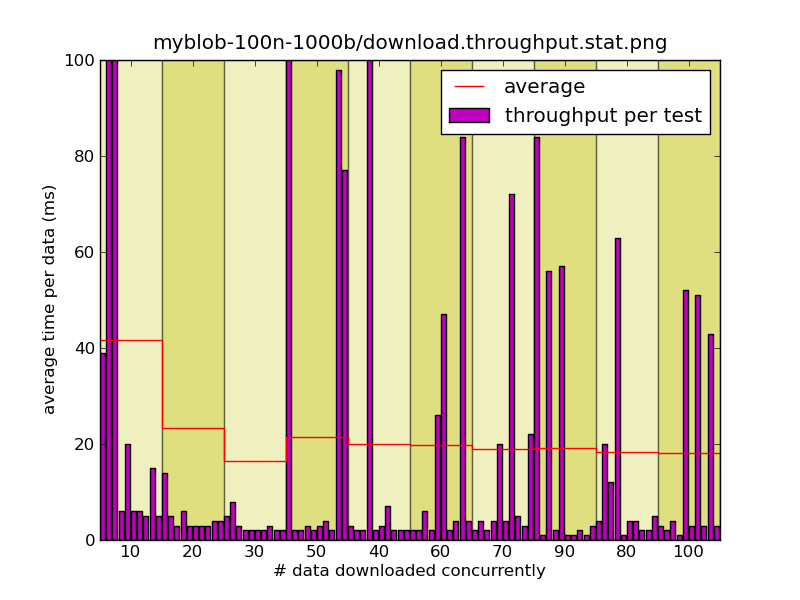 myblob-100n-1000b/download.throughput.stat.png
average
throughput per test
average time per data (ms)
100
80
60
40
20
0
10 20 30 50 40 60 70 90 80 100
# data downloaded concurrently